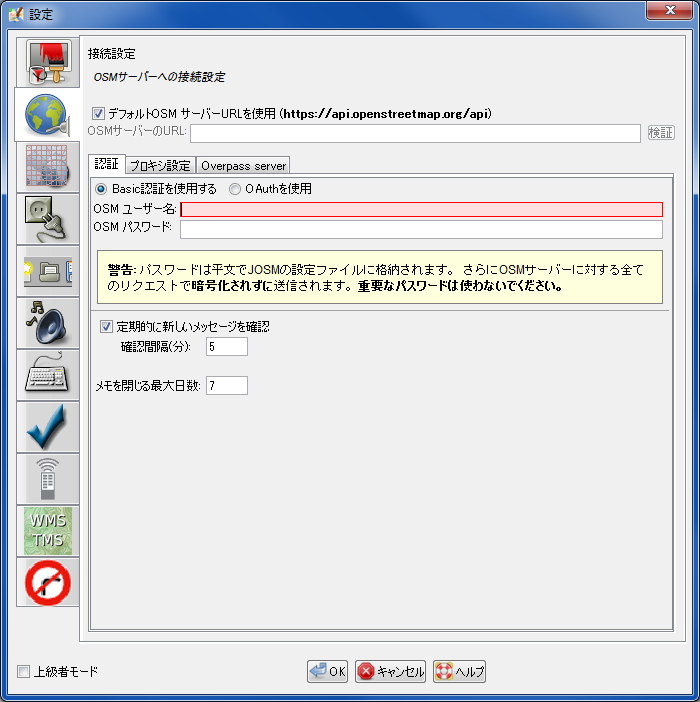 設定
接続設定
OSMサーバーへの接続設定
デフォルトOSM サーバーURLを使用 (https://api.openstreetmap.org/api)
OSMサーバーのURL:
検証
認証 プロキシ設定 Overpass server
Basic認証を使用する OAuthを使用
OSM ユーザー名:
OSM パスワード:
警告: パスワードは平文でJOSMの設定ファイルに格納されます。 さらにOSMサーバーに対する全て
のリクエストで暗号化されずに送信されます。重要なパスワードは使わないでください。
定期的に新しいメッセージを確認
確認間隔(分): 5
メモを閉じる最大日数: 7
WMS
TMS
上級者モード
OK キャンセル ヘルプ